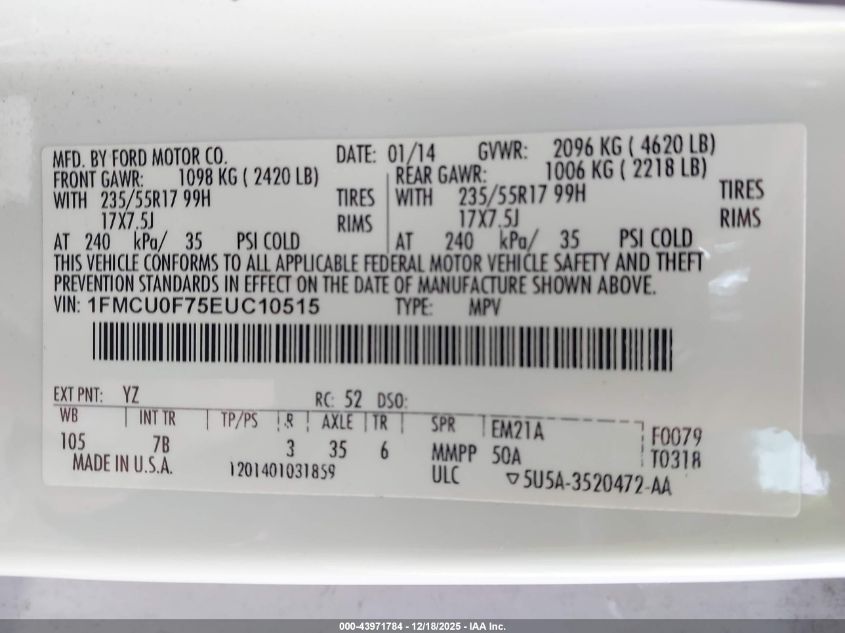 MFD. BY FORD MOTOR CO. DATE: 01/14 GVWR: 2096 KG ( 4620 LB)
FRONT GAWR: 1098 KG ( 2420 LB) REAR GAWR: 1006 KG ( 2218 LB)
WITH 235/55R17 99H TIRES WITH 235/55R17 99H TIRES
17X7.5J RIMS 17X7.5J RIMS
AT 240 kPa/ 35 PSI COLD AT 240 kPa/ 35 PSI COLD
THIS VEHICLE CONFORMS TO ALL APPLICABLE FEDERAL MOTOR VEHICLE SAFETY AND THEFT
PREVENTION STANDARDS IN EFFECT ON THE DATE OF MANUFACTURE SHOWN ABOVE.
VIN: 1FMCU0F75EUC10515 TYPE: MPV
EXT PNT: YZ RC: 52 DSO:
WB INT TR TP/PS R AXLE TR SPR EM21A F0079
105 7B 3 35 6 MMPP 50A T0318
MADE IN U.S.A. 1201401031859 ULC ▽5U5A-3520472-AA
000-43971784 - 12/18/2025 - IAA Inc.